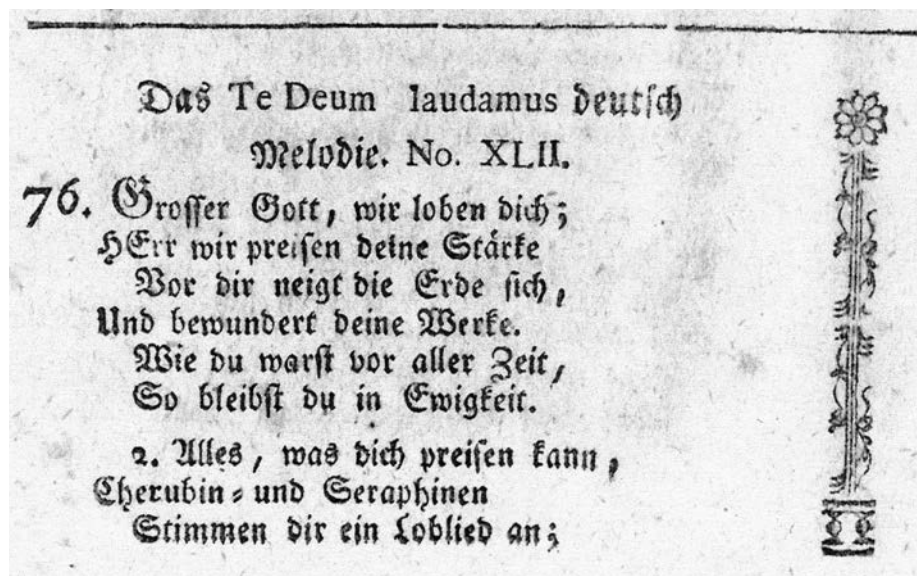 Das Te Deum laudamus deutsch
Melodie. No. XLII.
76. Grosser Gott, wir loben dich;
HErr wir preisen deine Stärke
Vor dir neigt die Erde sich,
Und bewundert deine Werke.
Wie du warst vor aller Zeit,
So bleibst du in Ewigkeit.
2. Alles, was dich preisen kann,
Cherubin- und Seraphinen
Stimmen dir ein Loblied an;